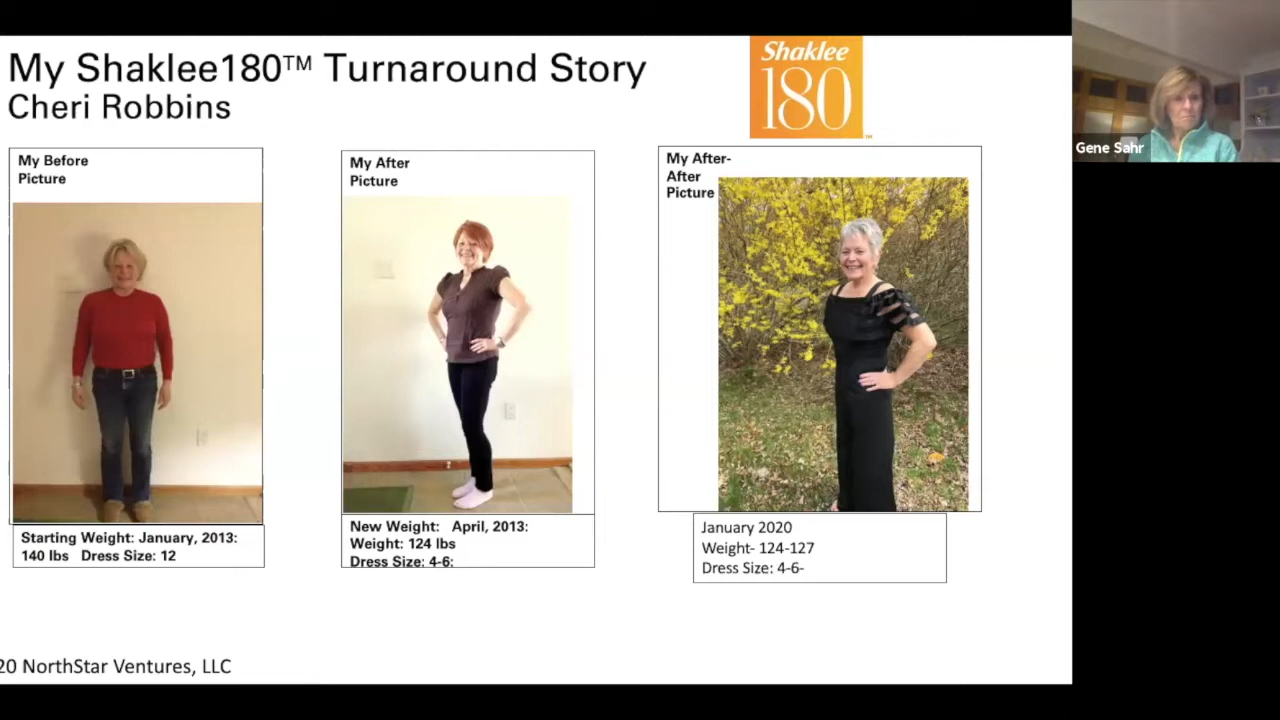 My Shaklee180™ Turnaround Story
Cheri Robbins
Shaklee
180
TM
Gene Sahr
My Before
Picture
My After
Picture
My After-
After
Picture
Starting Weight: January, 2013:
140 lbs Dress Size: 12
New Weight: April, 2013:
Weight: 124 lbs
Dress Size: 4-6:
January 2020
Weight- 124-127
Dress Size: 4-6-
20 NorthStar Ventures, LLC